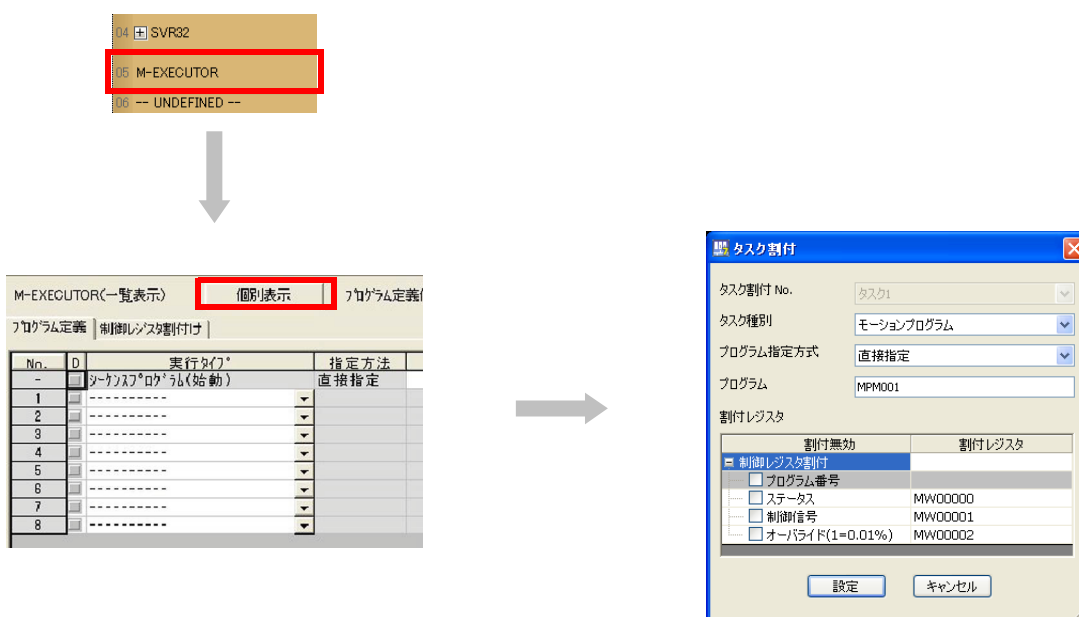 04 SVR32
05 M-EXECUTOR
06 -- UNDEFINED --
M-EXECUTOR(一覧表示) 個別表示 プログラム定義
プログラム定義 制御レジスタ割付け
No. D 実行タイプ 指定方法
- シーケンスプログラム(始動) 直接指定
1 ----------
2 ----------
3 ----------
4 ----------
5 ----------
6 ----------
7 ----------
8 ----------
タスク割付
タスク割付 No. タスク1
タスク種別 モーションプログラム
プログラム指定方式 直接指定
プログラム MPM001
割付レジスタ
割付無効 割付レジスタ
制御レジスタ割付
プログラム番号
ステータス MW00000
制御信号 MW00001
オーバライド(1=0.01%) MW00002
設定 キャンセル